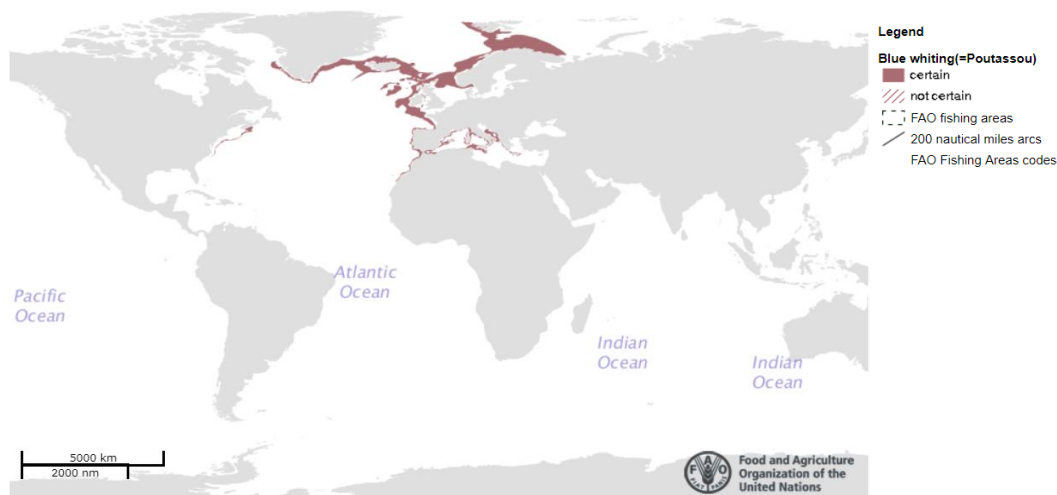 Legend
Blue whiting(=Poutassou)
certain
not certain
FAO fishing areas
200 nautical miles arcs
FAO Fishing Areas codes
Atlantic
Ocean
Pacific
Ocean
Indian
Ocean
Indian
Ocean
5000 km
2000 nm
F A O
FIAT PANIS
Food and Agriculture
Organization of the
United Nations